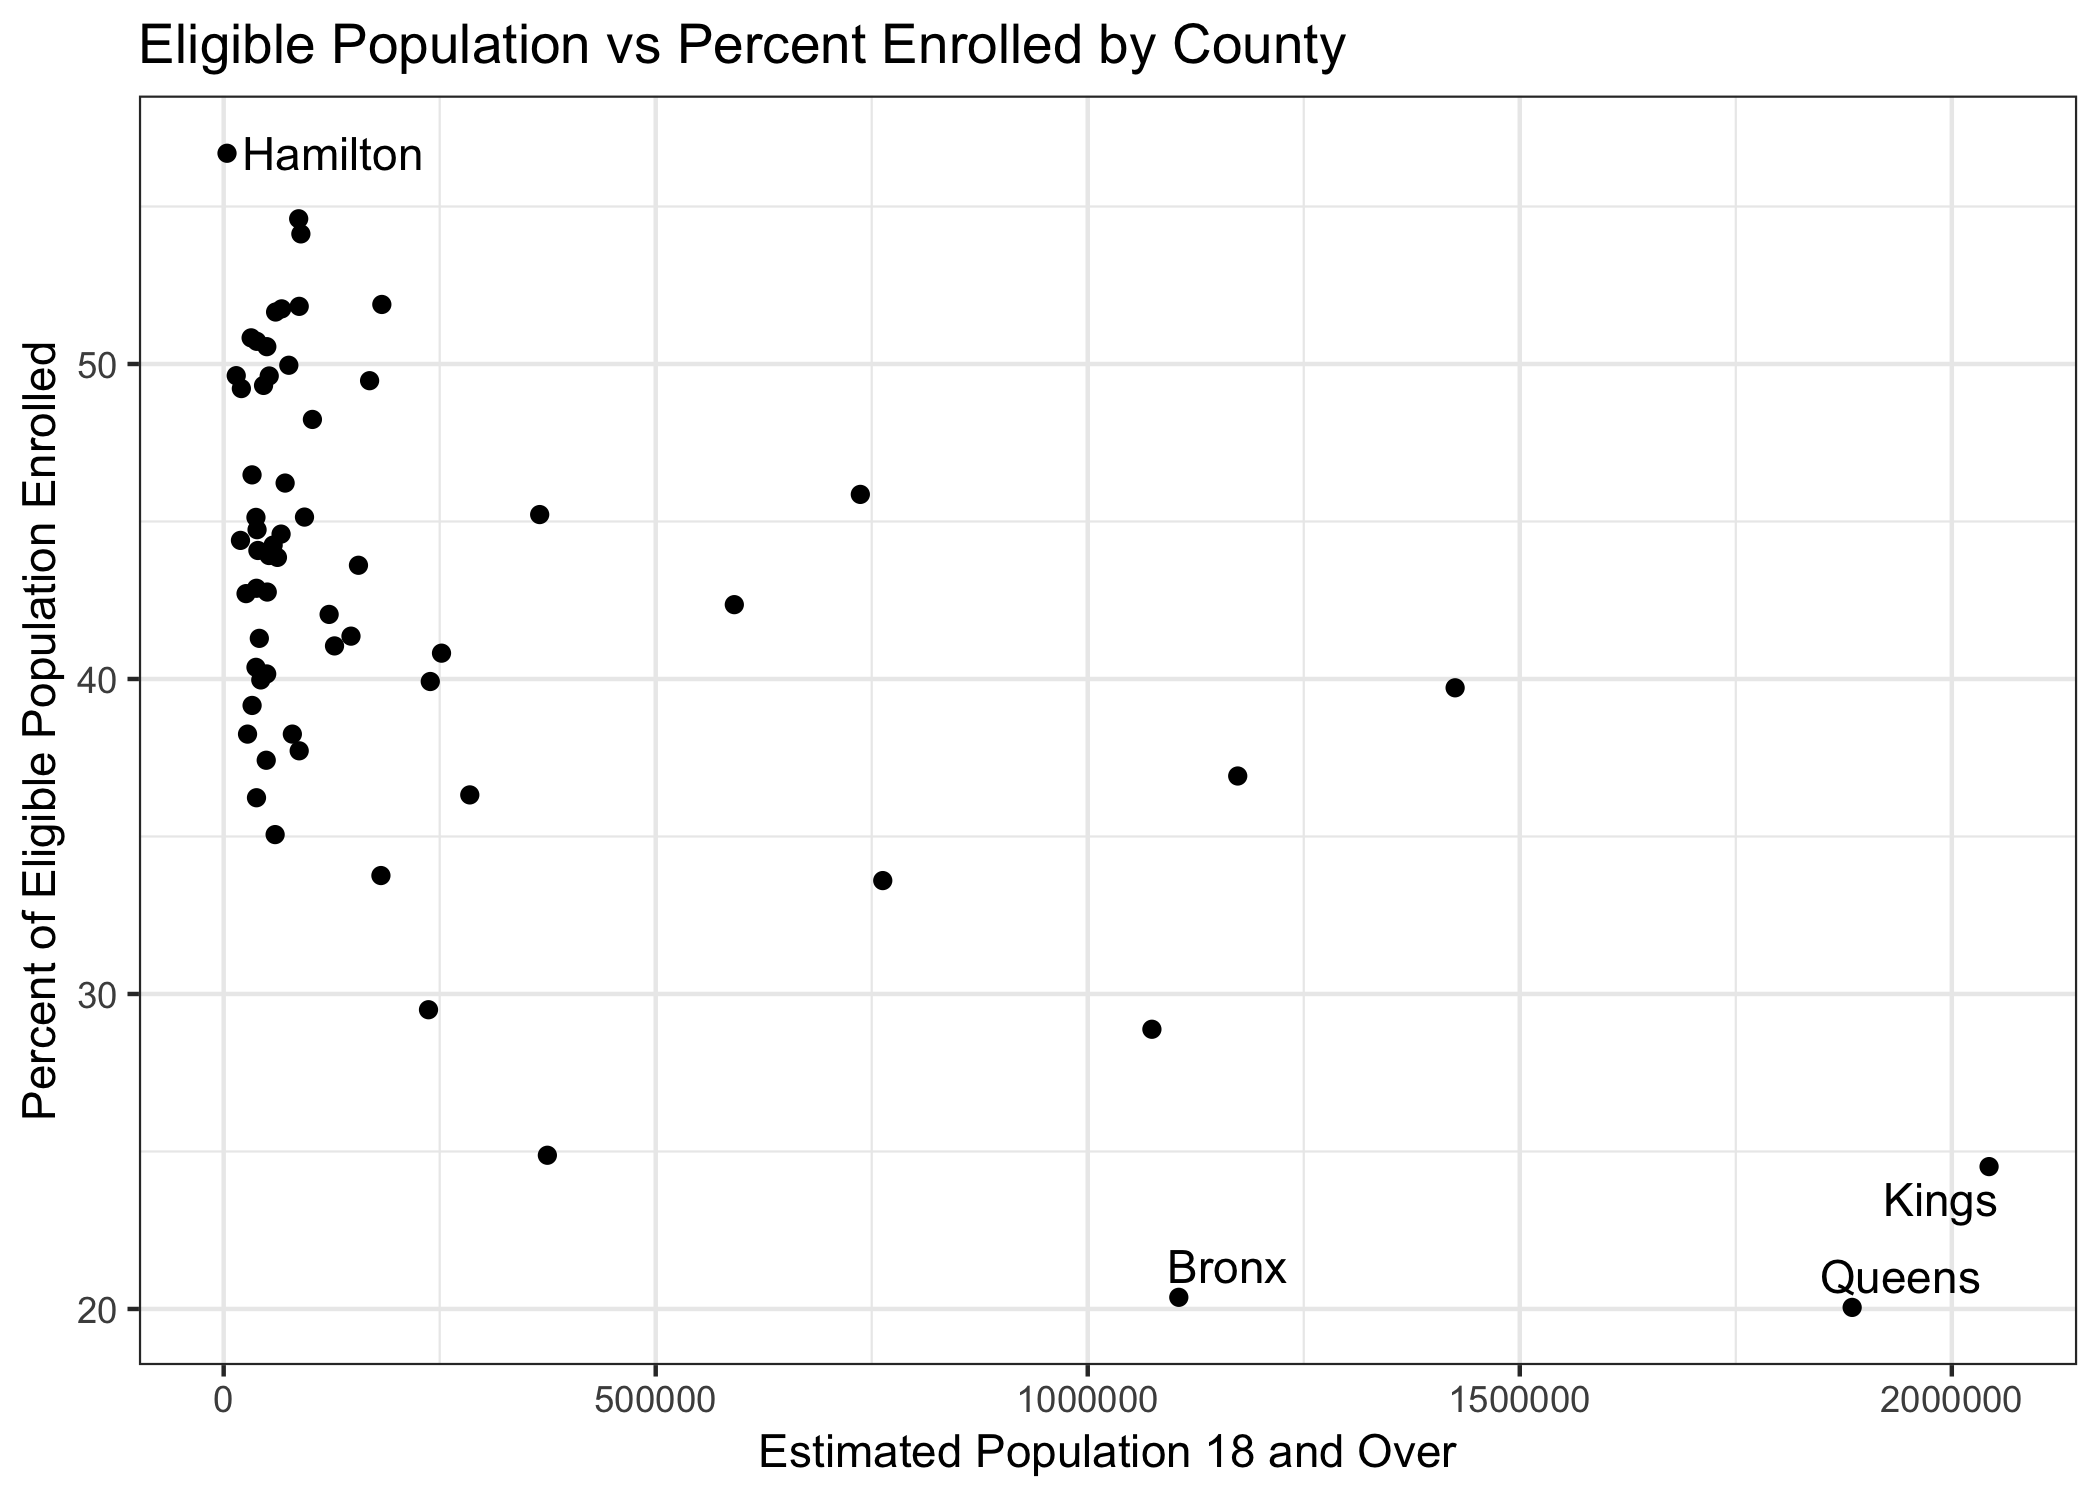 Eligible Population vs Percent Enrolled by County
Hamilton
50
40
30
20
Percent of Eligible Population Enrolled
Kings
Bronx
Queens
0 500000 1000000 1500000 2000000
Estimated Population 18 and Over